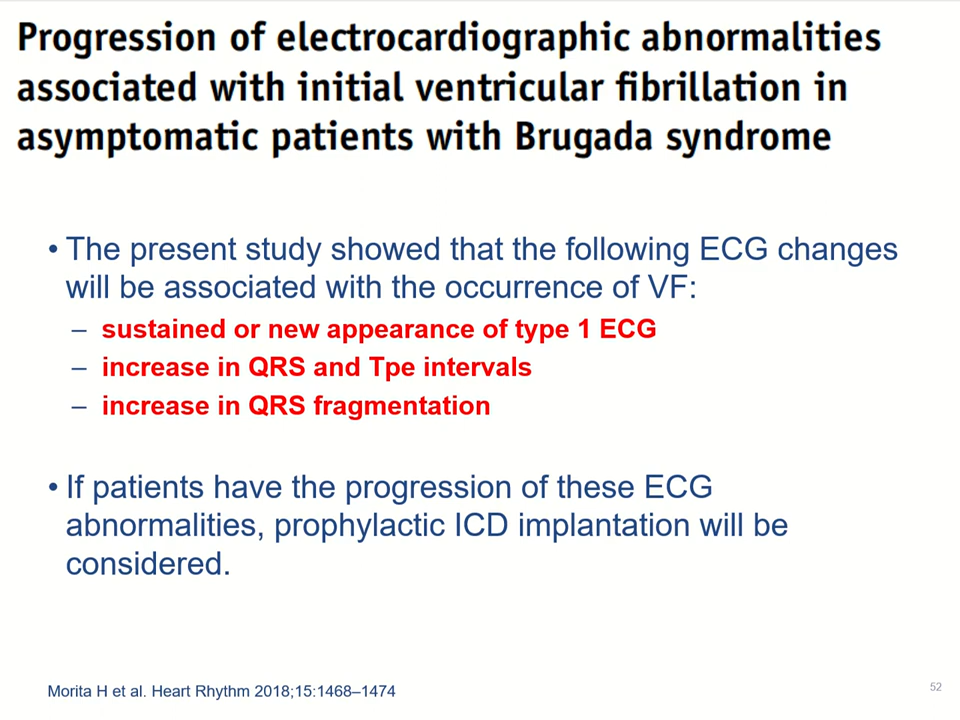 Progression of electrocardiographic abnormalities
associated with initial ventricular fibrillation in
asymptomatic patients with Brugada syndrome
• The present study showed that the following ECG changes
will be associated with the occurrence of VF:
– sustained or new appearance of type 1 ECG
– increase in QRS and Tpe intervals
– increase in QRS fragmentation
• If patients have the progression of these ECG
abnormalities, prophylactic ICD implantation will be
considered.
Morita H et al. Heart Rhythm 2018;15:1468–1474
52